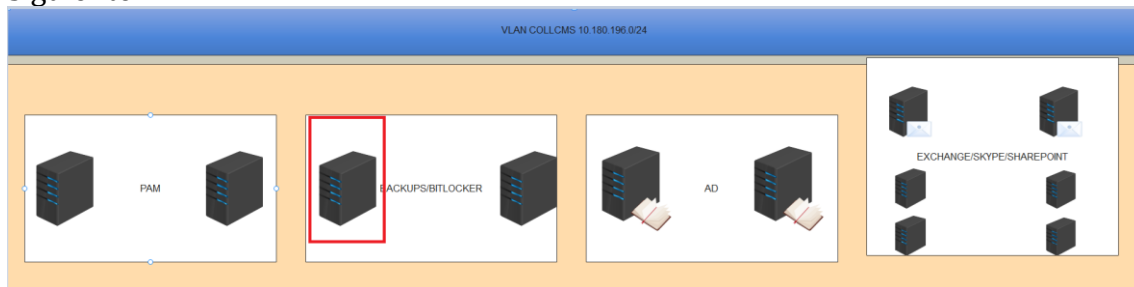 VLAN COLLCMS 10.180.196.0/24
EXCHANGE/SKYPE/SHAREPOINT
PAM
BACKUPS/BITLOCKER
AD